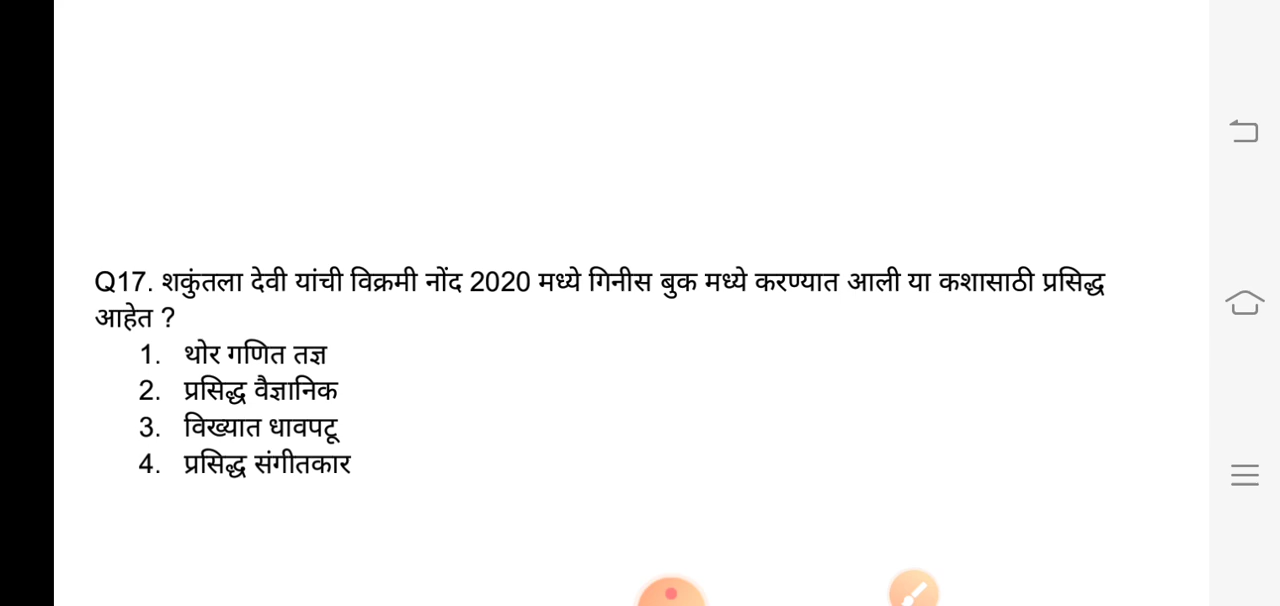 Q17. शकुंतला देवी यांची विक्रमी नोंद 2020 मध्ये गिनीस बुक मध्ये करण्यात आली या कशासाठी प्रसिद्ध
आहेत ?
1. थोर गणित तज्ञ
2. प्रसिद्ध वैज्ञानिक
3. विख्यात धावपटू
4. प्रसिद्ध संगीतकार